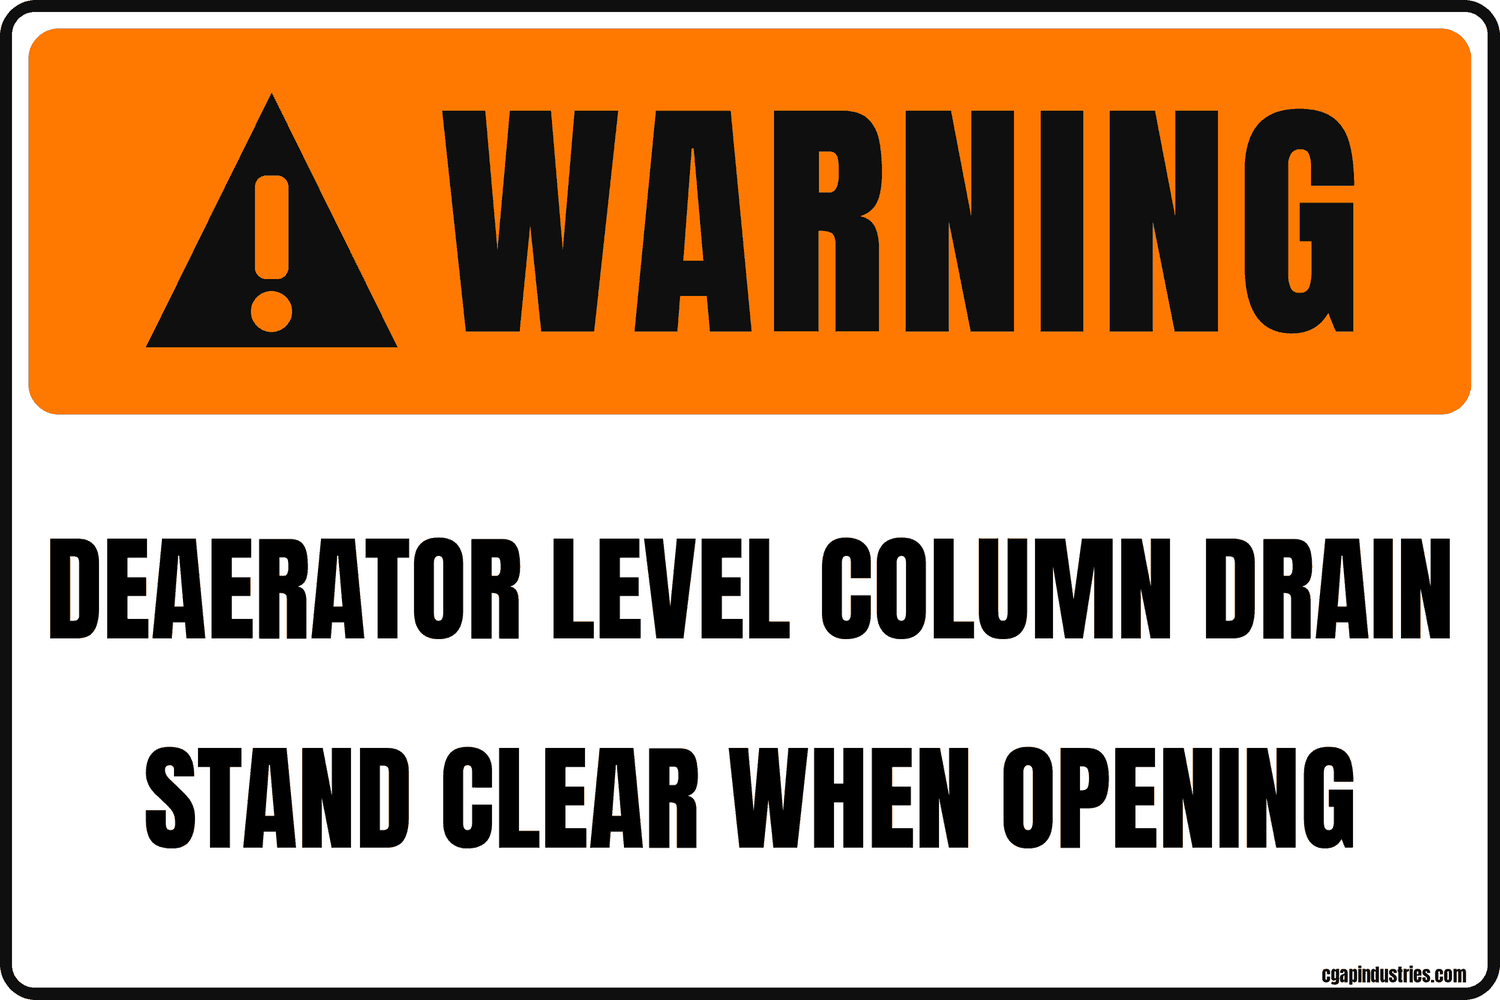 WARNING
DEAERATOR LEVEL COLUMN DRAIN
STAND CLEAR WHEN OPENING
cgapindustries.com